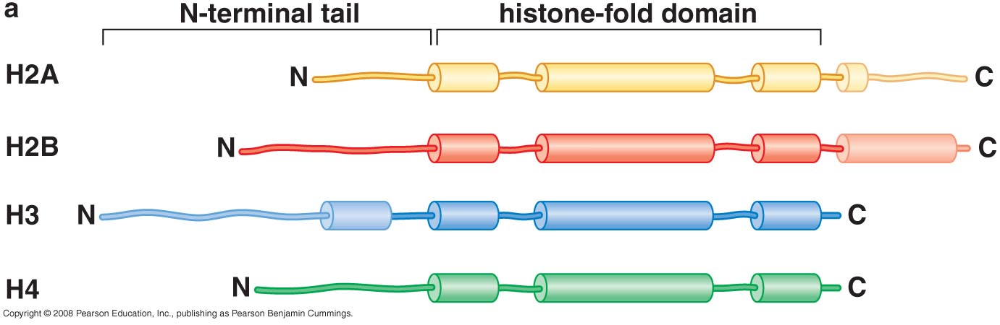 a
N-terminal tail histone-fold domain
H2A N C
H2B N C
H3 N C
H4 N C
Copyright © 2008 Pearson Education, Inc., publishing as Pearson Benjamin Cummings.